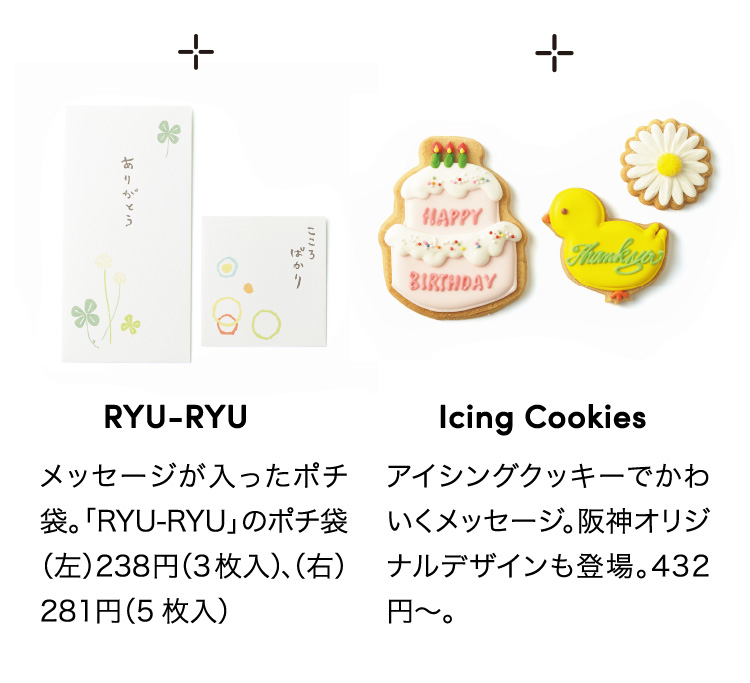 ありがとう
こころ
ばかり
HAPPY
BIRTHDAY
Thank you
RYU-RYU
メッセージが入ったポチ
袋。「RYU-RYU」のポチ袋
（左）238円（3枚入）、（右）
281円（5枚入）
Icing Cookies
アイシングクッキーでかわ
いくメッセージ。阪神オリジ
ナルデザインも登場。432
円〜。